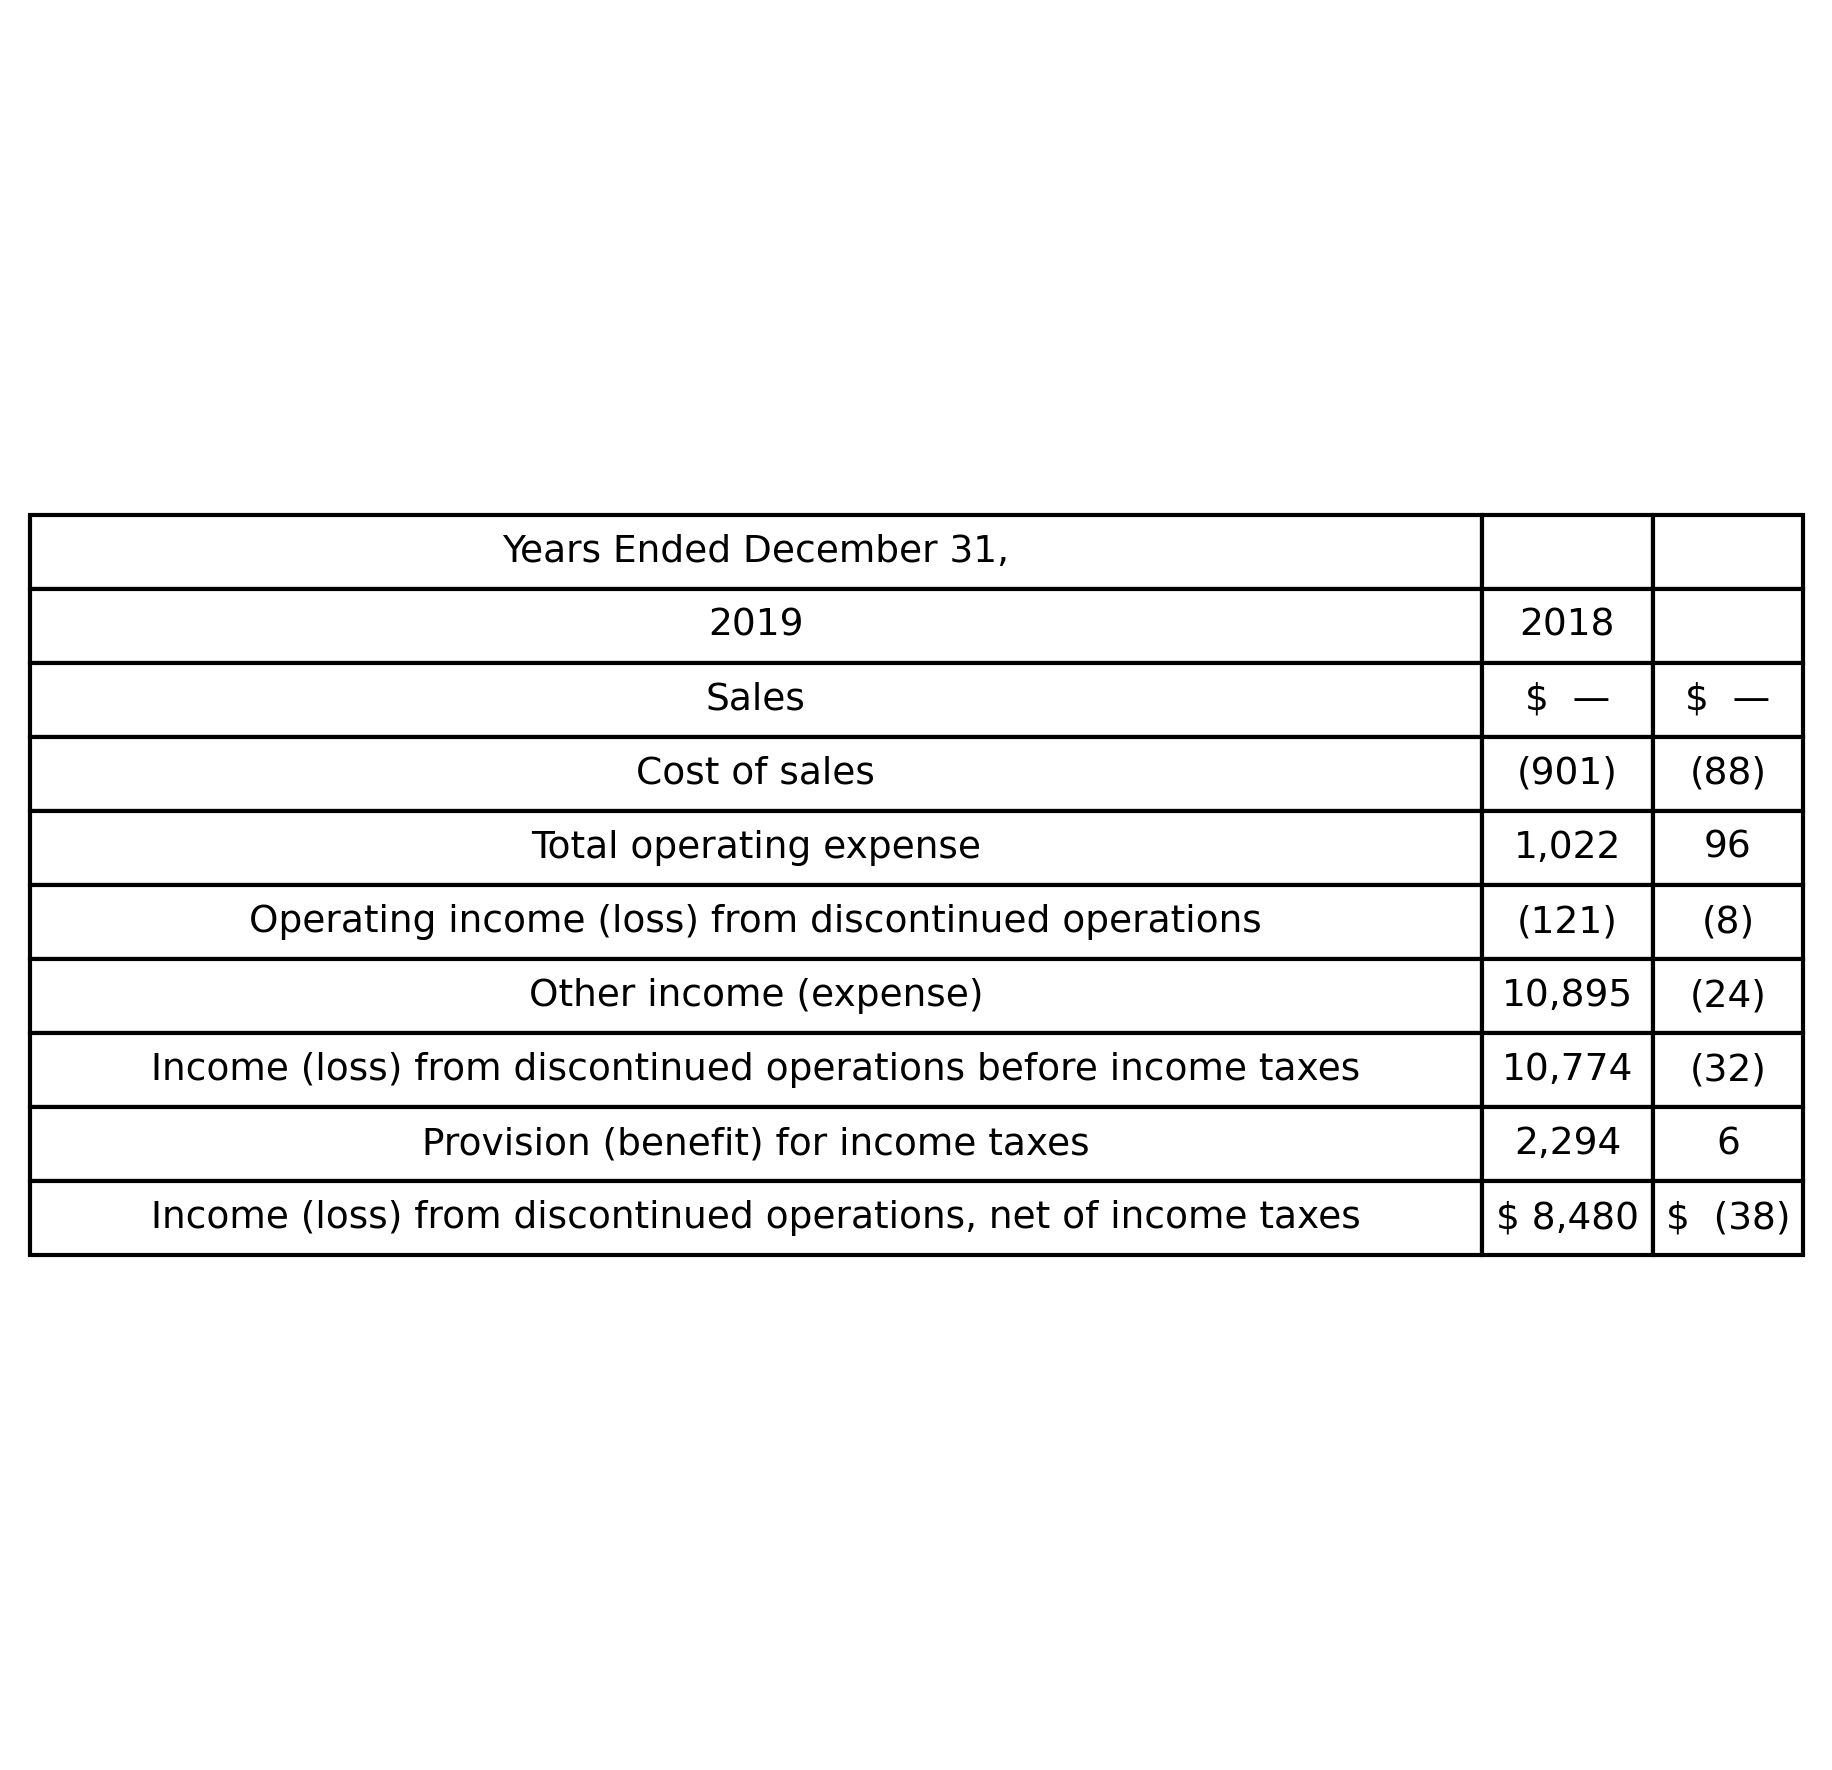 Years Ended December 31,
2019 2018
Sales $ — $ —
Cost of sales (901) (88)
Total operating expense 1,022 96
Operating income (loss) from discontinued operations (121) (8)
Other income (expense) 10,895 (24)
Income (loss) from discontinued operations before income taxes 10,774 (32)
Provision (benefit) for income taxes 2,294 6
Income (loss) from discontinued operations, net of income taxes $ 8,480 $ (38)